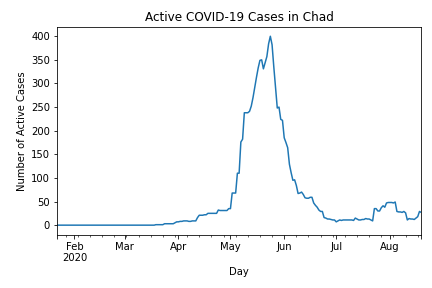 Active COVID-19 Cases in Chad
Number of Active Cases
400
350
300
250
200
150
100
50
0
Feb Mar Apr May Jun Jul Aug
2020
Day